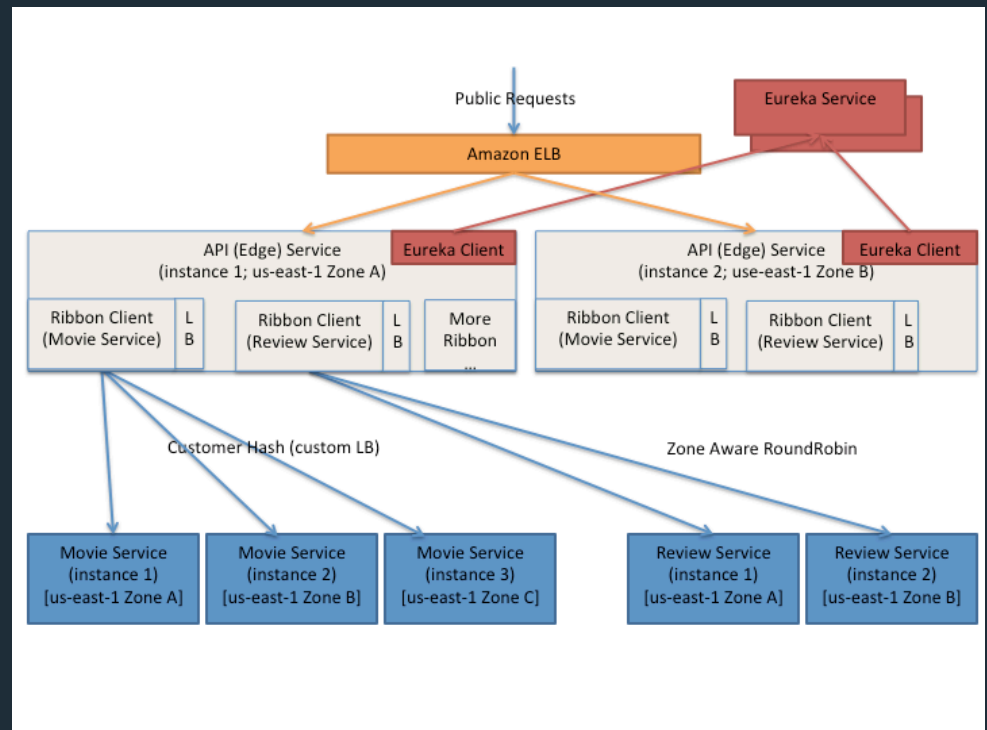 Public Requests
Eureka Service
Amazon ELB
API (Edge) Service
(instance 1; us-east-1 Zone A)
Eureka Client
Ribbon Client
(Movie Service)
L
B
Ribbon Client
(Review Service)
L
B
More
Ribbon
...
API (Edge) Service
(instance 2; use-east-1 Zone B)
Eureka Client
Ribbon Client
(Movie Service)
L
B
Ribbon Client
(Review Service)
L
B
Customer Hash (custom LB)
Zone Aware RoundRobin
Movie Service
(instance 1)
[us-east-1 Zone A]
Movie Service
(instance 2)
[us-east-1 Zone B]
Movie Service
(instance 3)
[us-east-1 Zone C]
Review Service
(instance 1)
[us-east-1 Zone A]
Review Service
(instance 2)
[us-east-1 Zone B]